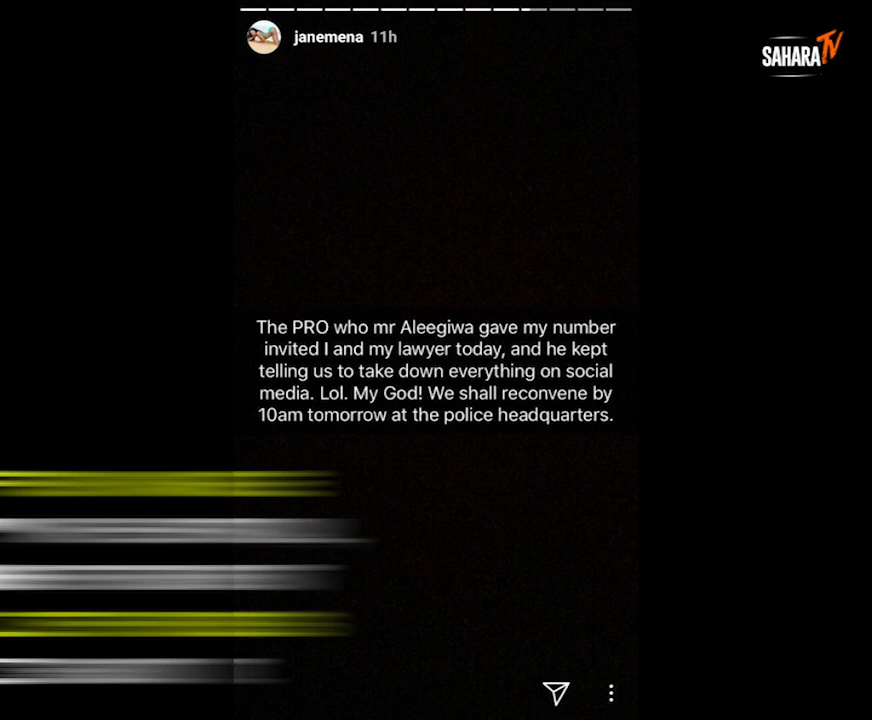 janemena 11h
SAHARA TV
The PRO who mr Aleegiwa gave my number
invited I and my lawyer today, and he kept
telling us to take down everything on social
media. Lol. My God! We shall reconvene by
10am tomorrow at the police headquarters.